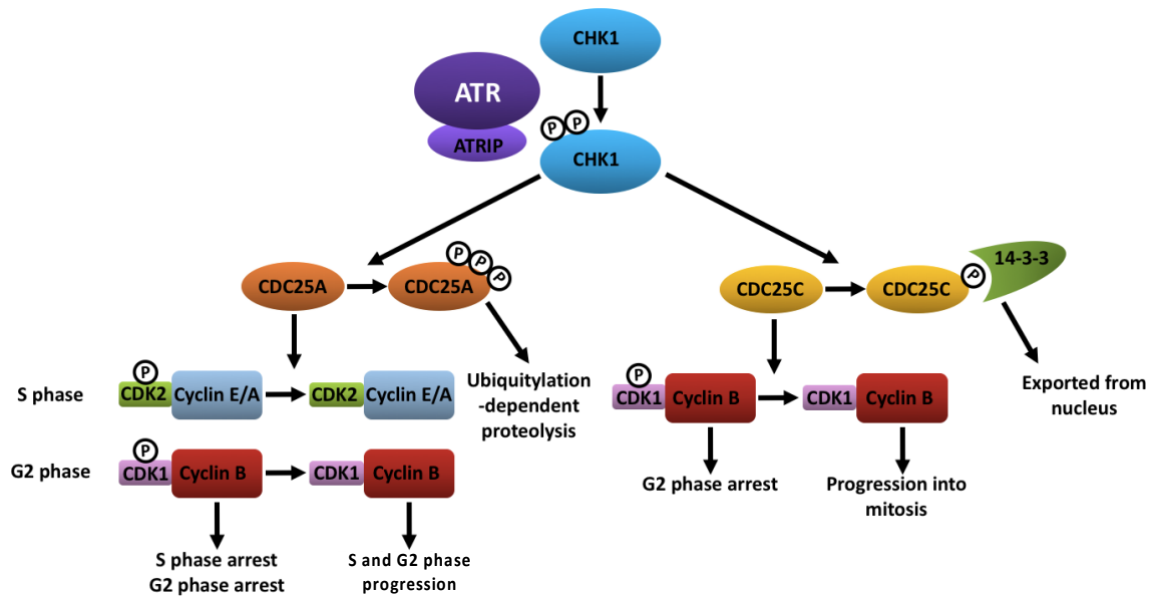 CHK1
ATR
ATRIP
P P
CHK1
CDC25A
CDC25A
P P P
CDC25C
CDC25C
P
14-3-3
S phase
P
CDK2 Cyclin E/A
CDK2 Cyclin E/A
Ubiquitylation
-dependent
proteolysis
P
CDK1 Cyclin B
CDK1 Cyclin B
Exported from
nucleus
G2 phase
P
CDK1 Cyclin B
CDK1 Cyclin B
G2 phase arrest
Progression into
mitosis
S phase arrest
G2 phase arrest
S and G2 phase
progression